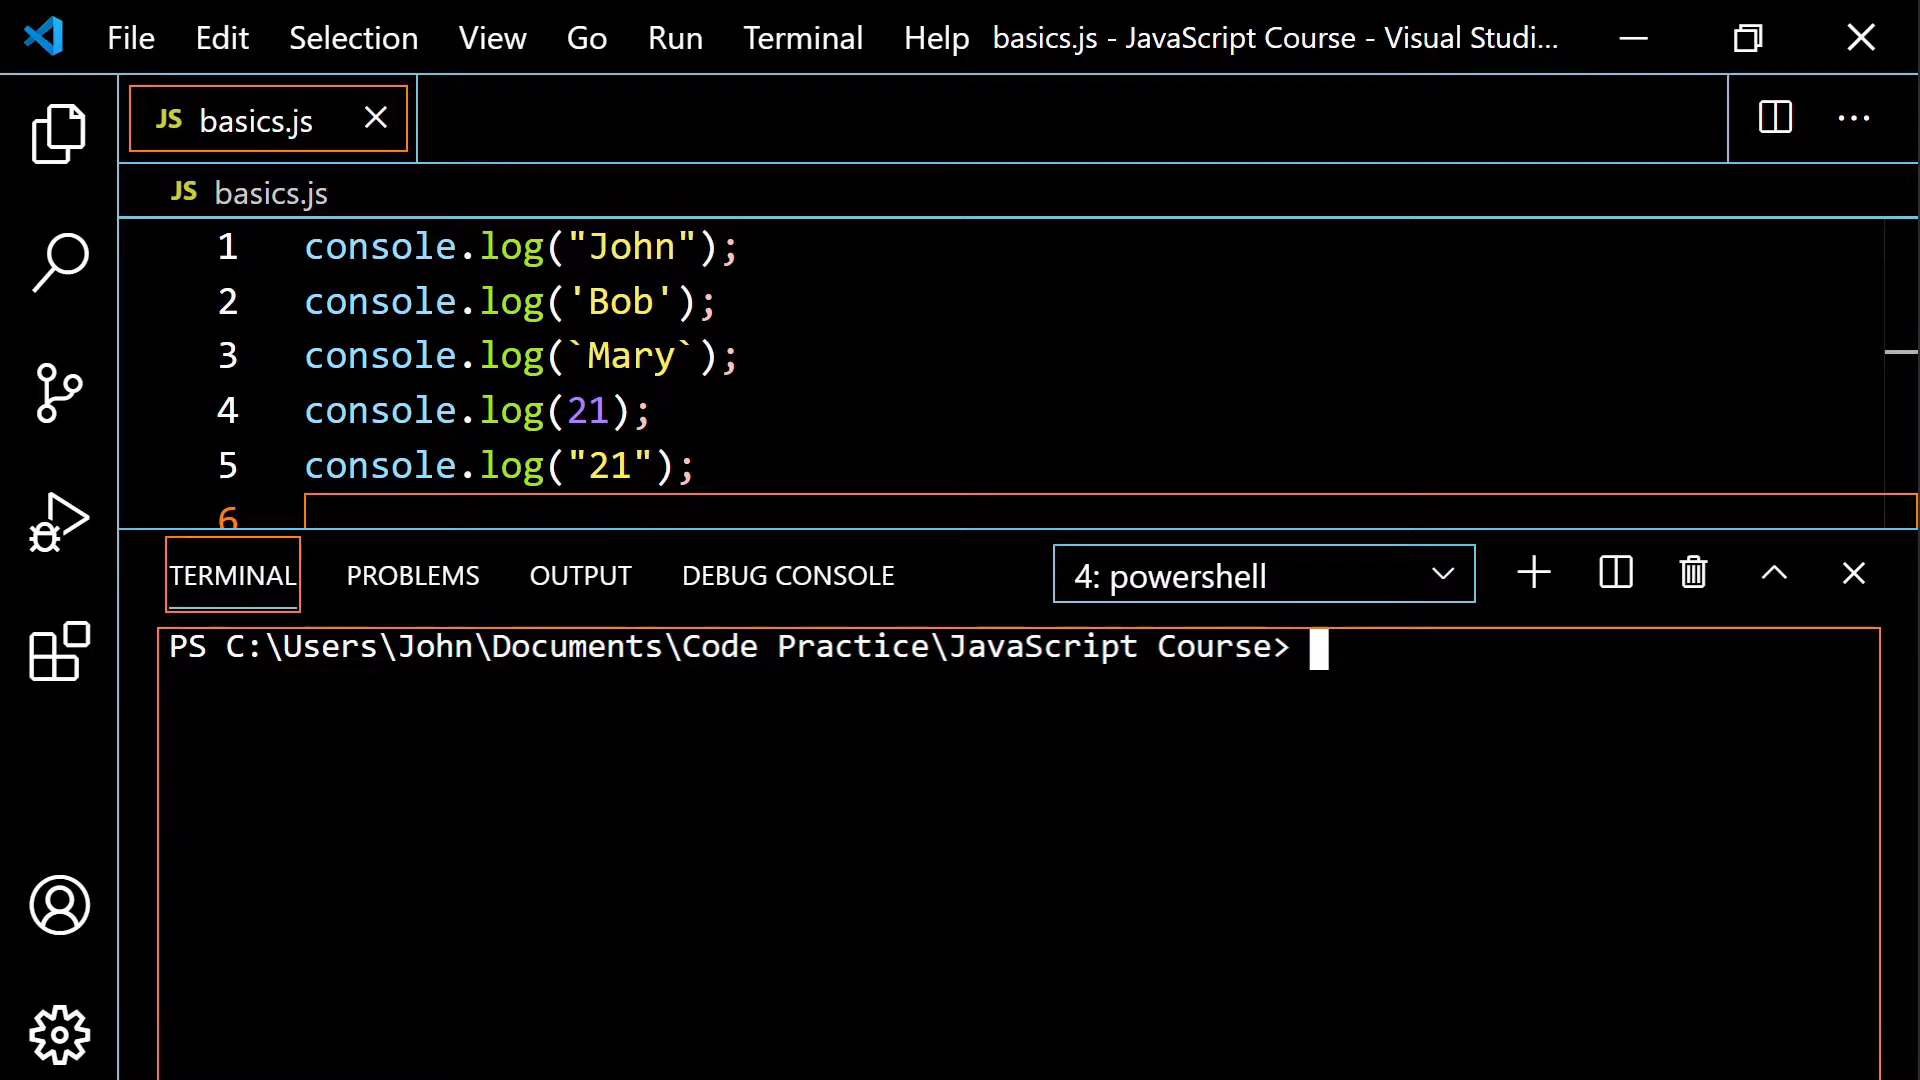 File Edit Selection View Go Run Terminal Help basics.js - JavaScript Course - Visual Studi...
JS basics.js
JS basics.js
1 console.log("John");
2 console.log('Bob');
3 console.log(`Mary`);
4 console.log(21);
5 console.log("21");
6
TERMINAL PROBLEMS OUTPUT DEBUG CONSOLE 4: powershell
PS C:\Users\John\Documents\Code Practice\JavaScript Course>